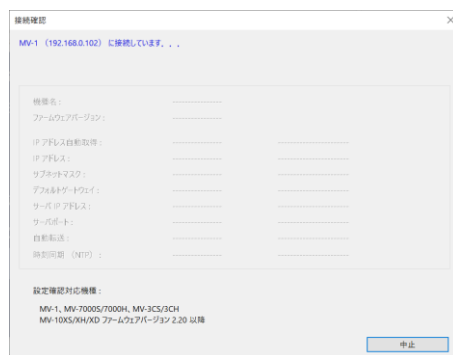 接続確認
MV-1 （192.168.0.102） に接続しています．．．
機種名：
ファームウェアバージョン：
IP アドレス自動取得：
IP アドレス：
サブネットマスク：
デフォルトゲートウェイ：
サーバ IP アドレス：
サーバポート：
自動転送：
時刻同期 （NTP）：
設定確認対応機種：
MV-1、MV-7000S/7000H、MV-3CS/3CH
MV-10XS/XH/XD ファームウェアバージョン 2.20 以降
中止